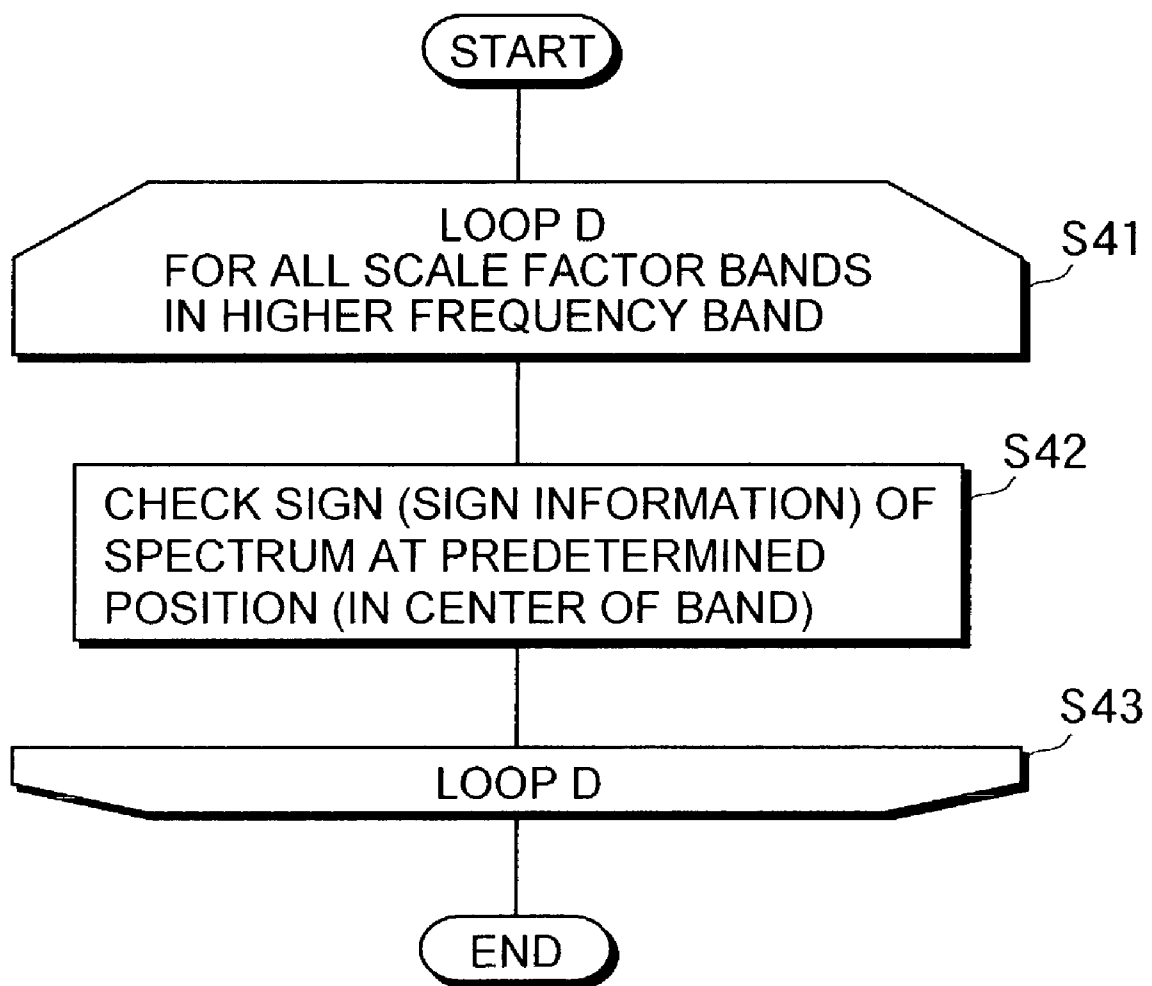 START
LOOP D
FOR ALL SCALE FACTOR BANDS
IN HIGHER FREQUENCY BAND
S41
CHECK SIGN (SIGN INFORMATION) OF
SPECTRUM AT PREDETERMINED
POSITION (IN CENTER OF BAND)
S42
LOOP D
S43
END